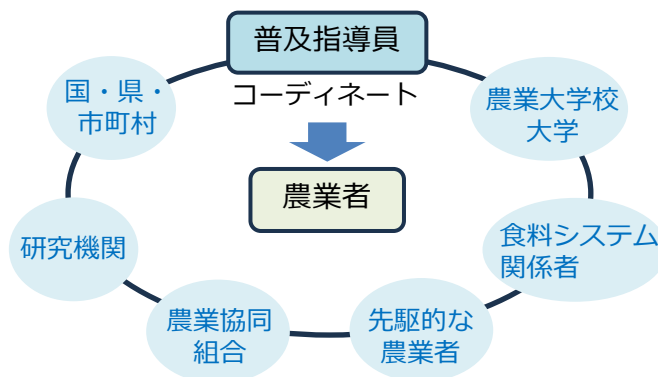 普及指導員
コーディネート
農業者
国・県・
市町村
農業大学校
大学
研究機関
食料システム
関係者
農業協同
組合
先駆的な
農業者